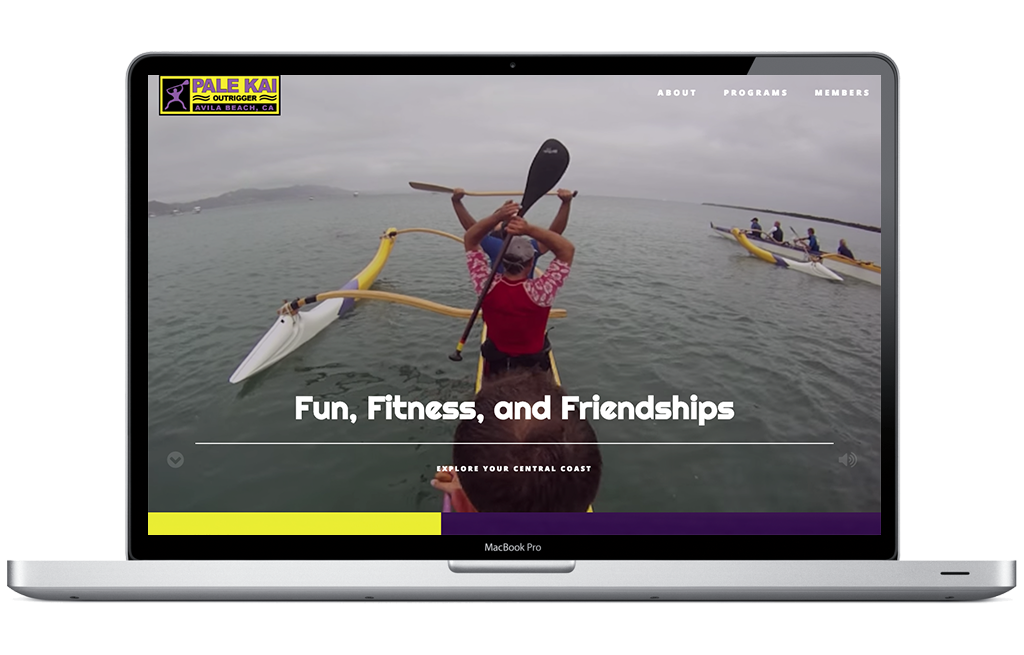 PALE KAI
OUTRIGGER
AVILA BEACH, CA
ABOUT PROGRAMS MEMBERS
Fun, Fitness, and Friendships
EXPLORE YOUR CENTRAL COAST
MacBook Pro